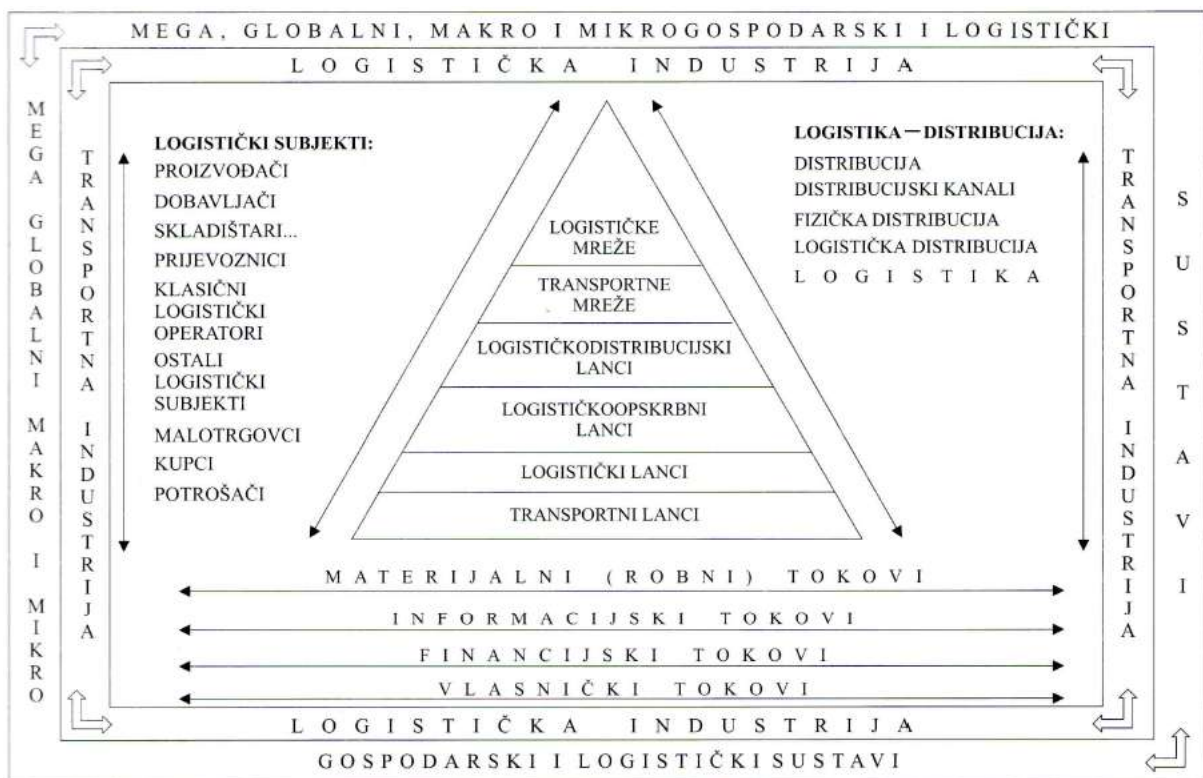 MEGA, GLOBALNI, MAKRO I MIKROGOSPODARSKI I LOGISTIČKI
LOGISTIČKA INDUSTRIJA
MEGA GLOBALNI MAKRO I MIKRO
TRANSPORTNA INDUSTRIJA
LOGISTIČKI SUBJEKTI:
PROIZVOĐAČI
DOBAVLJAČI
SKLADIŠTARI...
PRIJEVOZNICI
KLASIČNI
LOGISTIČKI
OPERATORI
OSTALI
LOGISTIČKI
SUBJEKTI
MALOTRGOVCI
KUPCI
POTROŠAČI
LOGISTIČKE
MREŽE
TRANSPORTNE
MREŽE
LOGISTIČKODISTRIBUCIJSKI
LANCI
LOGISTIČKOOPSKRBNI
LANCI
LOGISTIČKI LANCI
TRANSPORTNI LANCI
LOGISTIKA — DISTRIBUCIJA:
DISTRIBUCIJA
DISTRIBUCIJSKI KANALI
FIZIČKA DISTRIBUCIJA
LOGISTIČKA DISTRIBUCIJA
LOGISTIKA
TRANSPORTNA INDUSTRIJA
SUSTAVI
MATERIJALNI (ROBNI) TOKOVI
INFORMACIJSKI TOKOVI
FINANCIJSKI TOKOVI
VLASNIČKI TOKOVI
LOGISTIČKA INDUSTRIJA
GOSPODARSKI I LOGISTIČKI SUSTAVI